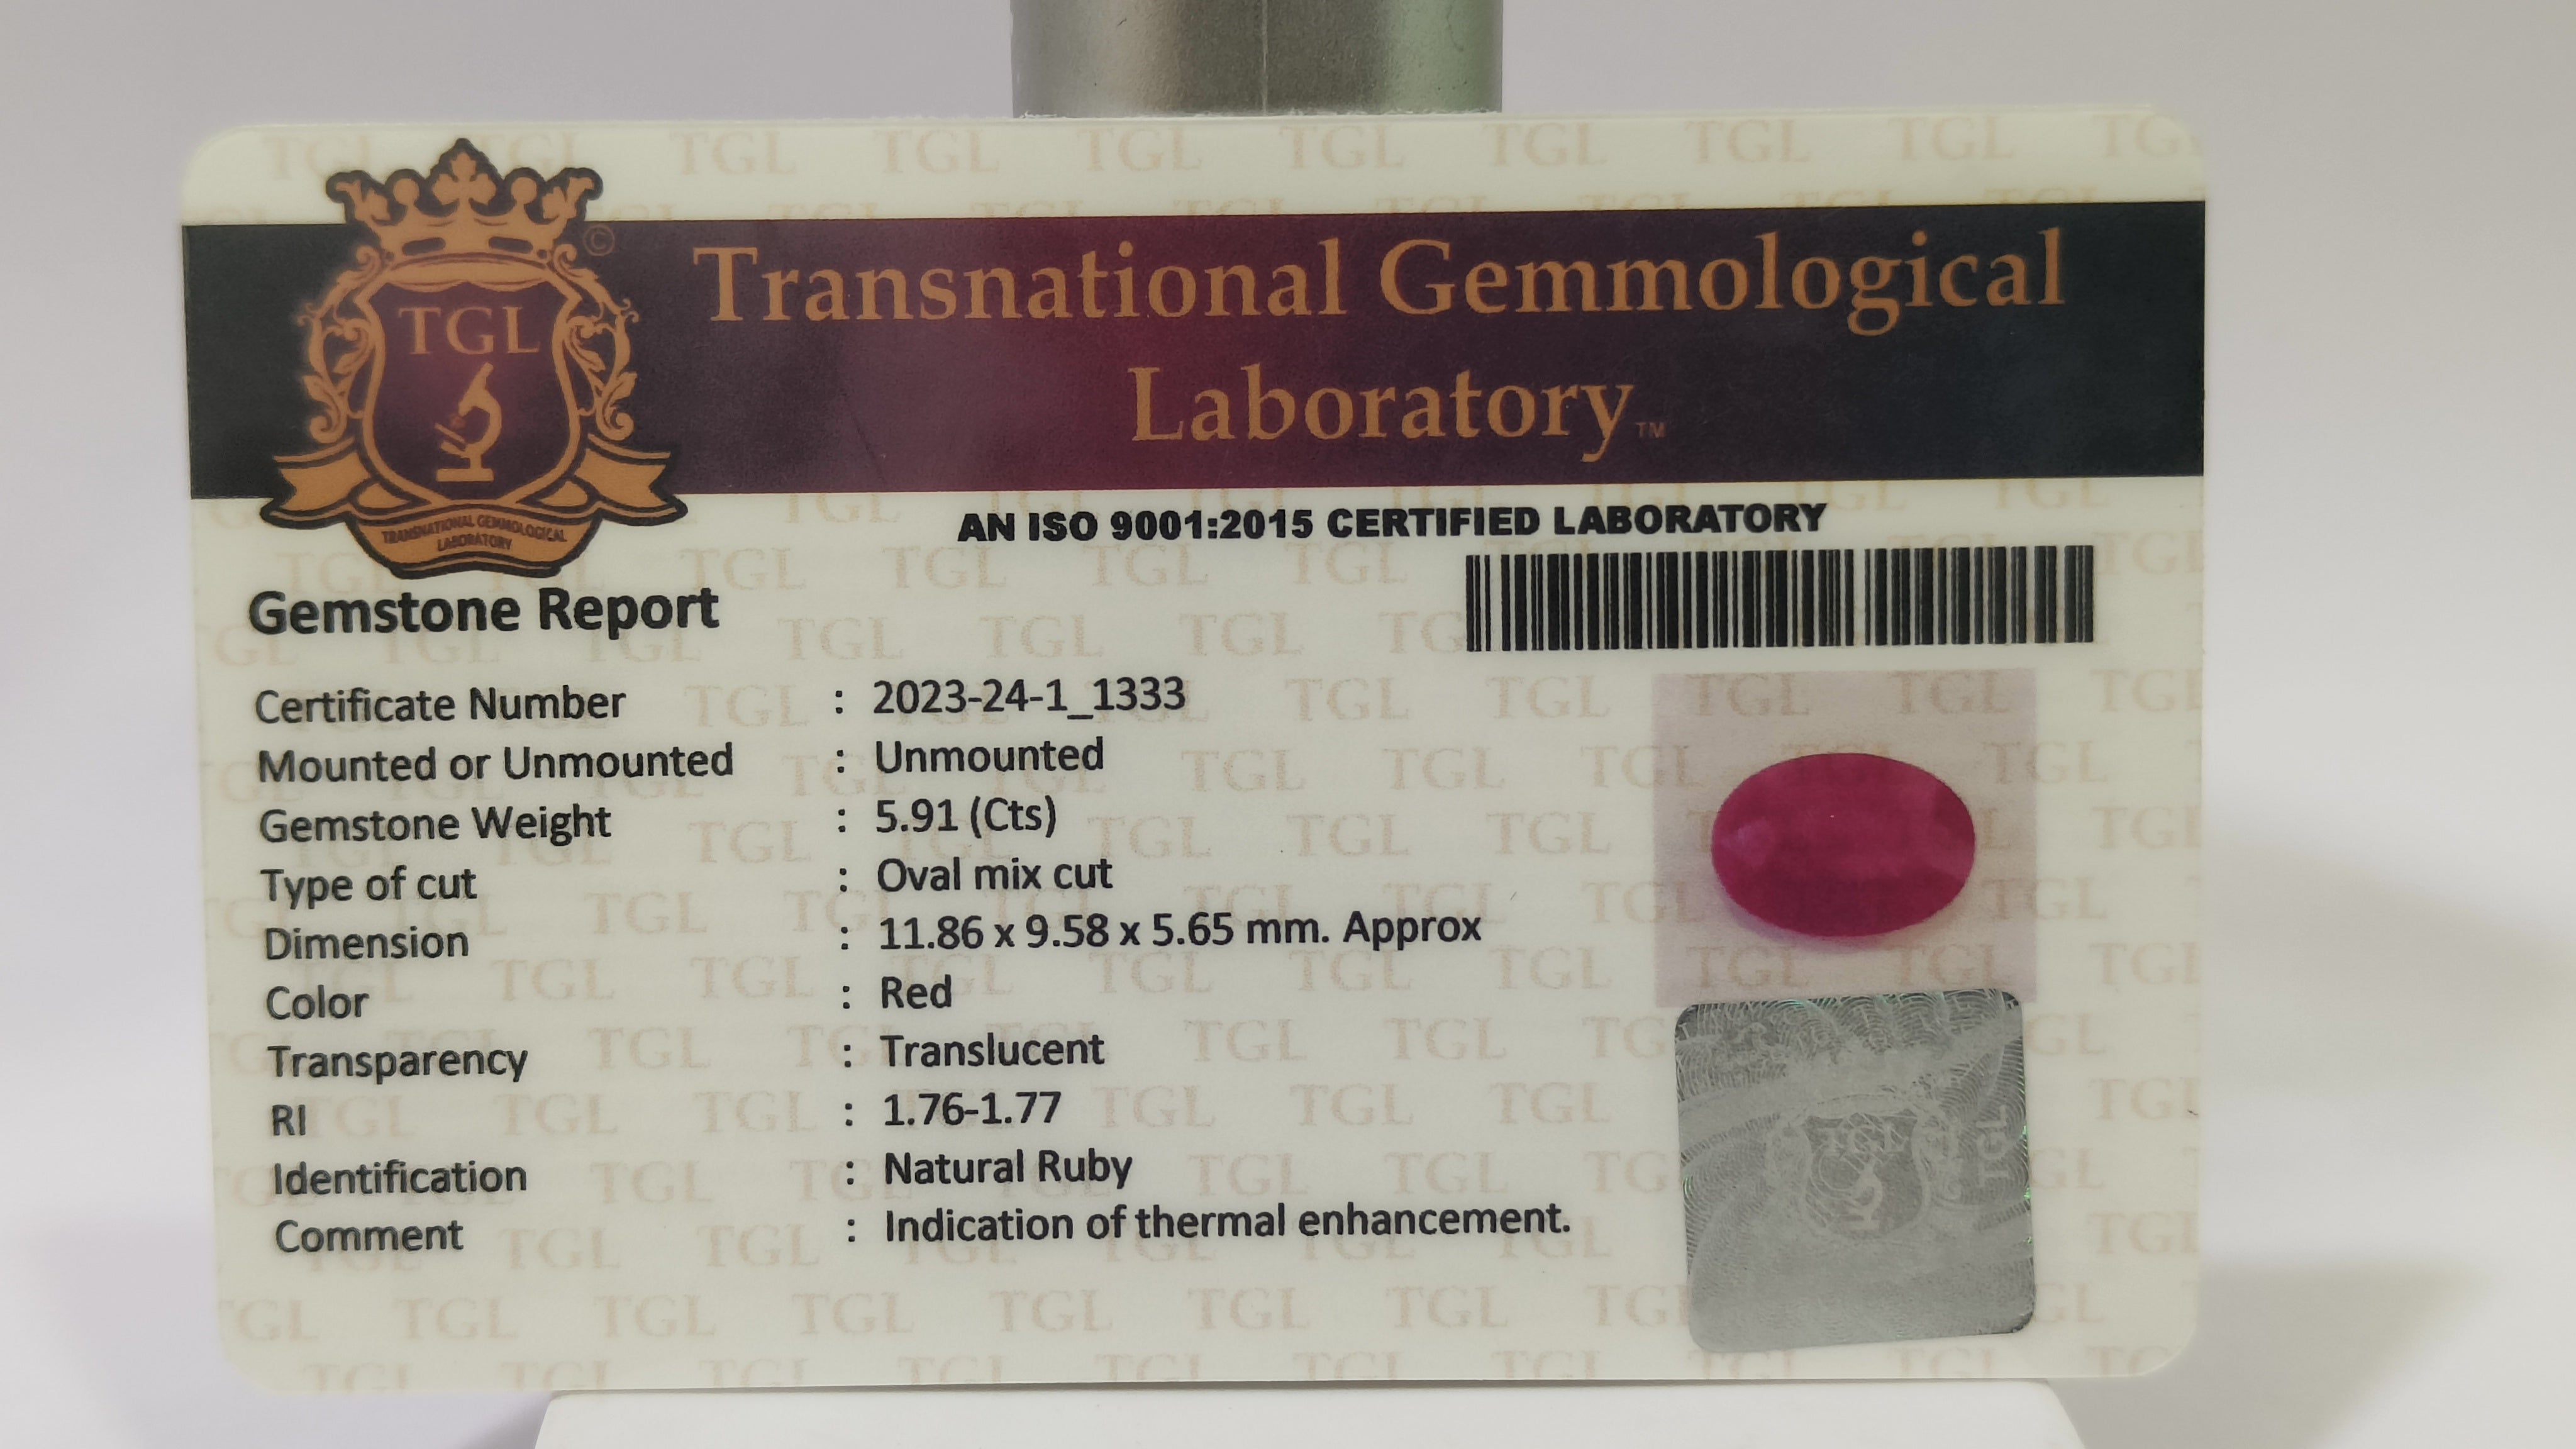 TGL
TRANSNATIONAL GEMMOLOGICAL
LABORATORY
©
Transnational Gemmological
Laboratory™
AN ISO 9001:2015 CERTIFIED LABORATORY
Gemstone Report
Certificate Number : 2023-24-1_1333
Mounted or Unmounted : Unmounted
Gemstone Weight : 5.91 (Cts)
Type of cut : Oval mix cut
Dimension : 11.86 x 9.58 x 5.65 mm. Approx
Color : Red
Transparency : Translucent
RI : 1.76-1.77
Identification : Natural Ruby
Comment : Indication of thermal enhancement.
TGL
TGL